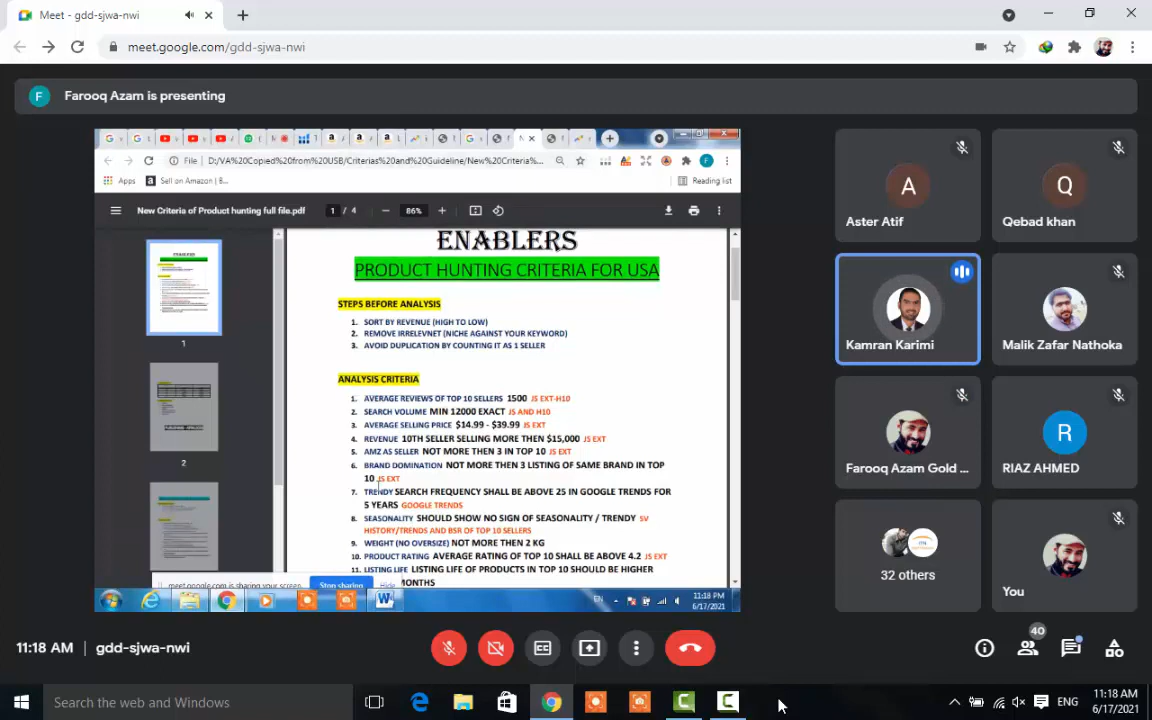 Meet - gdd-sjwa-nwi
meet.google.com/gdd-sjwa-nwi
F
Farooq Azam is presenting
File
D:/VA%20Copied%20from%20USB/Criterias%20and%20Guideline/New%20Criteria%...
F
Apps
Sell on Amazon | B...
Reading list
New Criteria of Product hunting full file.pdf
1 / 4
86%
1
2
ENABLERS
PRODUCT HUNTING CRITERIA FOR USA
STEPS BEFORE ANALYSIS
1. SORT BY REVENUE (HIGH TO LOW)
2. REMOVE IRRELEVNET (NICHE AGAINST YOUR KEYWORD)
3. AVOID DUPLICATION BY COUNTING IT AS 1 SELLER
ANALYSIS CRITERIA
1. AVERAGE REVIEWS OF TOP 10 SELLERS 1500 JS EXT-H10
2. SEARCH VOLUME MIN 12000 EXACT JS AND H10
3. AVERAGE SELLING PRICE $14.99 - $39.99 JS EXT
4. REVENUE 10TH SELLER SELLING MORE THEN $15,000 JS EXT
5. AMZ AS SELLER NOT MORE THEN 3 IN TOP 10 JS EXT
6. BRAND DOMINATION NOT MORE THEN 3 LISTING OF SAME BRAND IN TOP
10 JS EXT
7. TRENDY SEARCH FREQUENCY SHALL BE ABOVE 25 IN GOOGLE TRENDS FOR
5 YEARS GOOGLE TRENDS
8. SEASONALITY SHOULD SHOW NO SIGN OF SEASONALITY / TRENDY SV
HISTORY/TRENDS AND BSR OF TOP 10 SELLERS
9. WEIGHT (NO OVERSIZE) NOT MORE THEN 2 KG
10. PRODUCT RATING AVERAGE RATING OF TOP 10 SHALL BE ABOVE 4.2 JS EXT
11. LISTING LIFE LISTING LIFE OF PRODUCTS IN TOP 10 SHOULD BE HIGHER
MONTHS
meet.google.com is sharing your screen.
Stop sharing
Hide
EN
11:18 PM
6/17/2021
A
Aster Atif
Q
Qebad khan
Kamran Karimi
Malik Zafar Nathoka
Farooq Azam Gold ...
R
RIAZ AHMED
32 others
You
11:18 AM
gdd-sjwa-nwi
40
Search the web and Windows
ENG
11:18 AM
6/17/2021